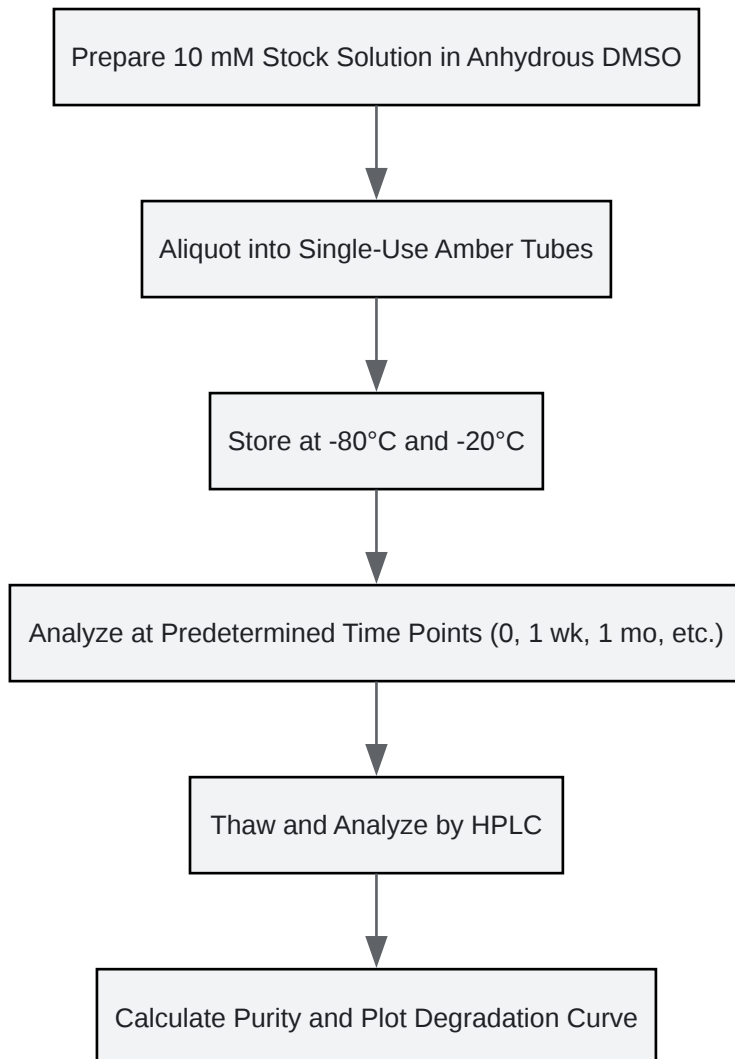 Prepare 10 mM Stock Solution in Anhydrous DMSO
Aliquot into Single-Use Amber Tubes
Store at -80°C and -20°C
Analyze at Predetermined Time Points (0, 1 wk, 1 mo, etc.)
Thaw and Analyze by HPLC
Calculate Purity and Plot Degradation Curve